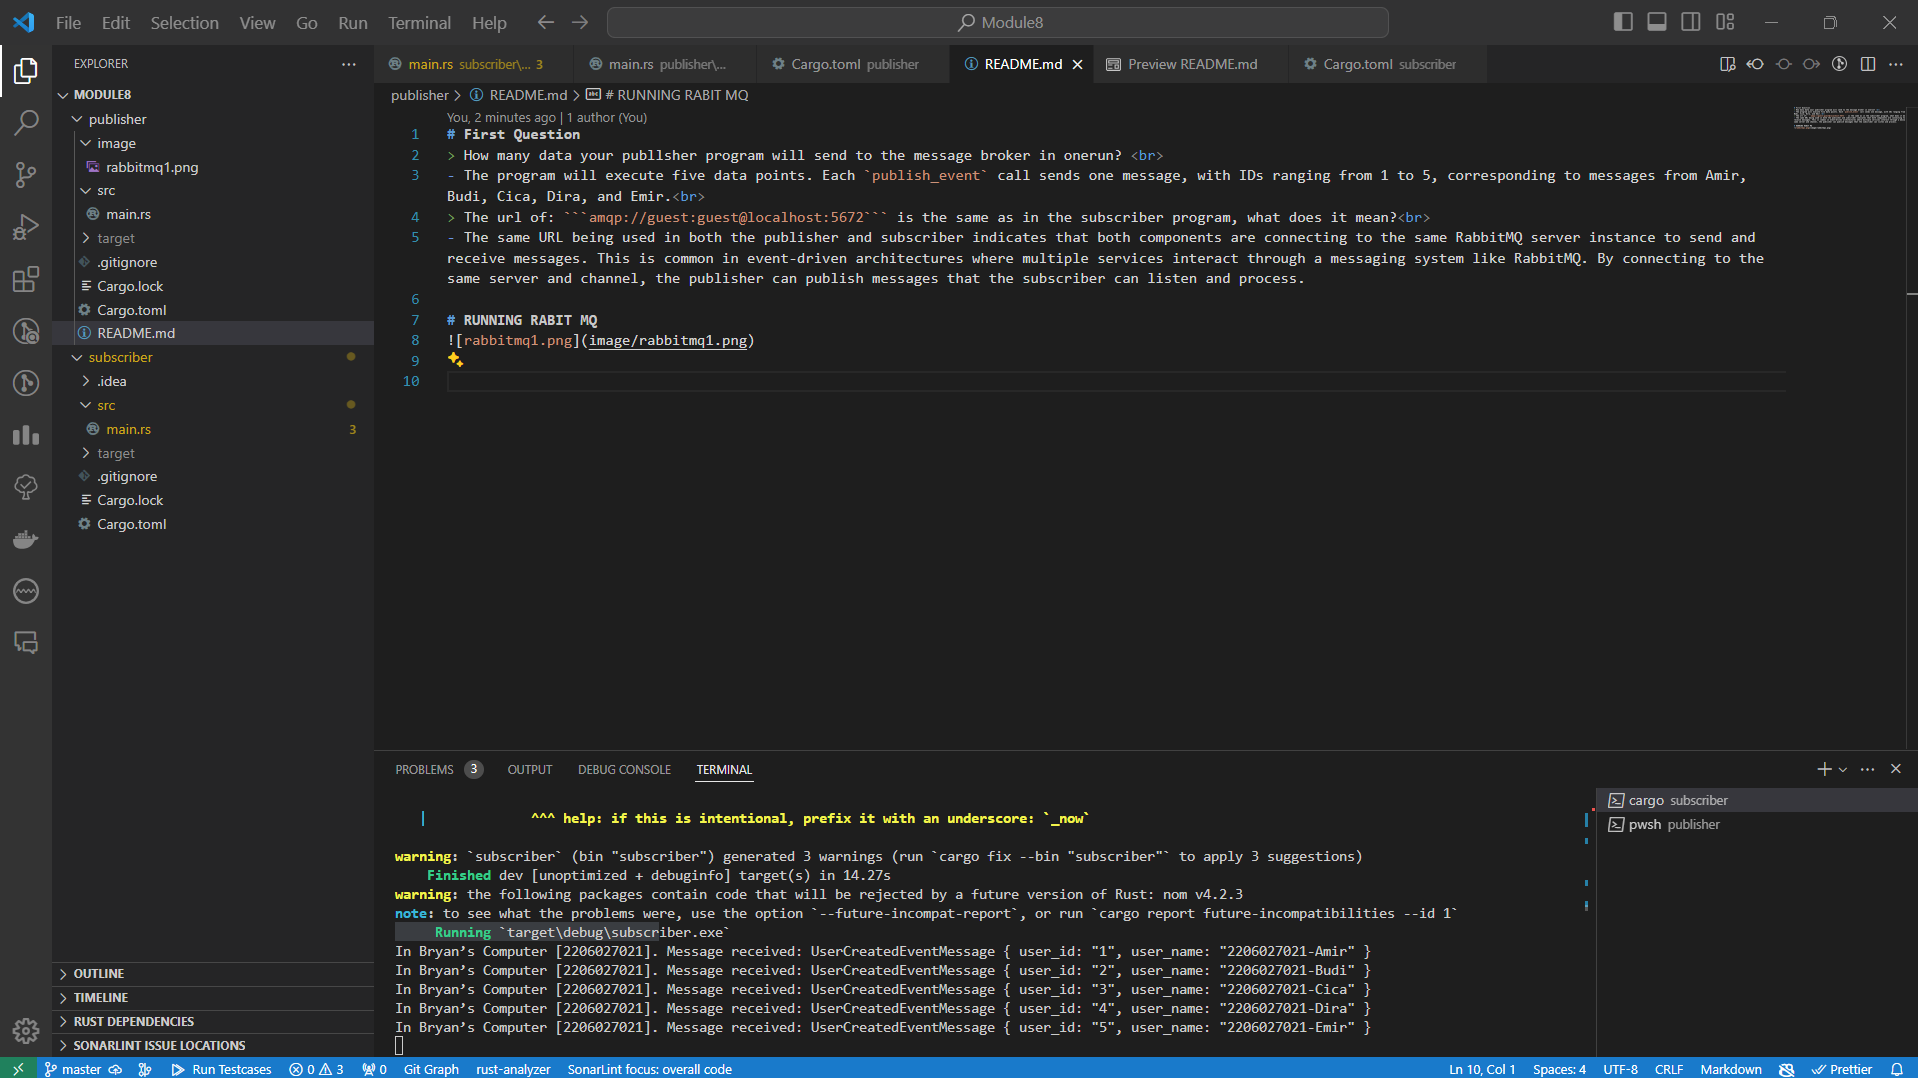 File Edit Selection View Go Run Terminal Help
Module8
EXPLORER
MODULE8
publisher
image
rabbitmq1.png
src
main.rs
target
.gitignore
Cargo.lock
Cargo.toml
README.md
subscriber
.idea
src
main.rs 3
target
.gitignore
Cargo.lock
Cargo.toml
OUTLINE
TIMELINE
RUST DEPENDENCIES
SONARLINT ISSUE LOCATIONS
main.rs subscriber\... 3 main.rs publisher\... Cargo.toml publisher README.md Preview README.md Cargo.toml subscriber
publisher > README.md > # RUNNING RABIT MQ
You, 2 minutes ago | 1 author (You)
1 # First Question
2 > How many data your publlsher program will send to the message broker in onerun? <br>
3 - The program will execute five data points. Each `publish_event` call sends one message, with IDs ranging from 1 to 5, corresponding to messages from Amir,
Budi, Cica, Dira, and Emir.<br>
4 > The url of: ```amqp://guest:guest@localhost:5672``` is the same as in the subscriber program, what does it mean?<br>
5 - The same URL being used in both the publisher and subscriber indicates that both components are connecting to the same RabbitMQ server instance to send and
receive messages. This is common in event-driven architectures where multiple services interact through a messaging system like RabbitMQ. By connecting to the
same server and channel, the publisher can publish messages that the subscriber can listen and process.
6
7 # RUNNING RABIT MQ
8 ![rabbitmq1.png](image/rabbitmq1.png)
9
10
PROBLEMS 3 OUTPUT DEBUG CONSOLE TERMINAL
| ^^^ help: if this is intentional, prefix it with an underscore: `_now`
warning: `subscriber` (bin "subscriber") generated 3 warnings (run `cargo fix --bin "subscriber"` to apply 3 suggestions)
Finished dev [unoptimized + debuginfo] target(s) in 14.27s
warning: the following packages contain code that will be rejected by a future version of Rust: nom v4.2.3
note: to see what the problems were, use the option `--future-incompat-report`, or run `cargo report future-incompatibilities --id 1`
Running `target\debug\subscriber.exe`
In Bryan’s Computer [2206027021]. Message received: UserCreatedEventMessage { user_id: "1", user_name: "2206027021-Amir" }
In Bryan’s Computer [2206027021]. Message received: UserCreatedEventMessage { user_id: "2", user_name: "2206027021-Budi" }
In Bryan’s Computer [2206027021]. Message received: UserCreatedEventMessage { user_id: "3", user_name: "2206027021-Cica" }
In Bryan’s Computer [2206027021]. Message received: UserCreatedEventMessage { user_id: "4", user_name: "2206027021-Dira" }
In Bryan’s Computer [2206027021]. Message received: UserCreatedEventMessage { user_id: "5", user_name: "2206027021-Emir" }
cargo subscriber
pwsh publisher
master Run Testcases 0 3 0 Git Graph rust-analyzer SonarLint focus: overall code Ln 10, Col 1 Spaces: 4 UTF-8 CRLF Markdown Prettier